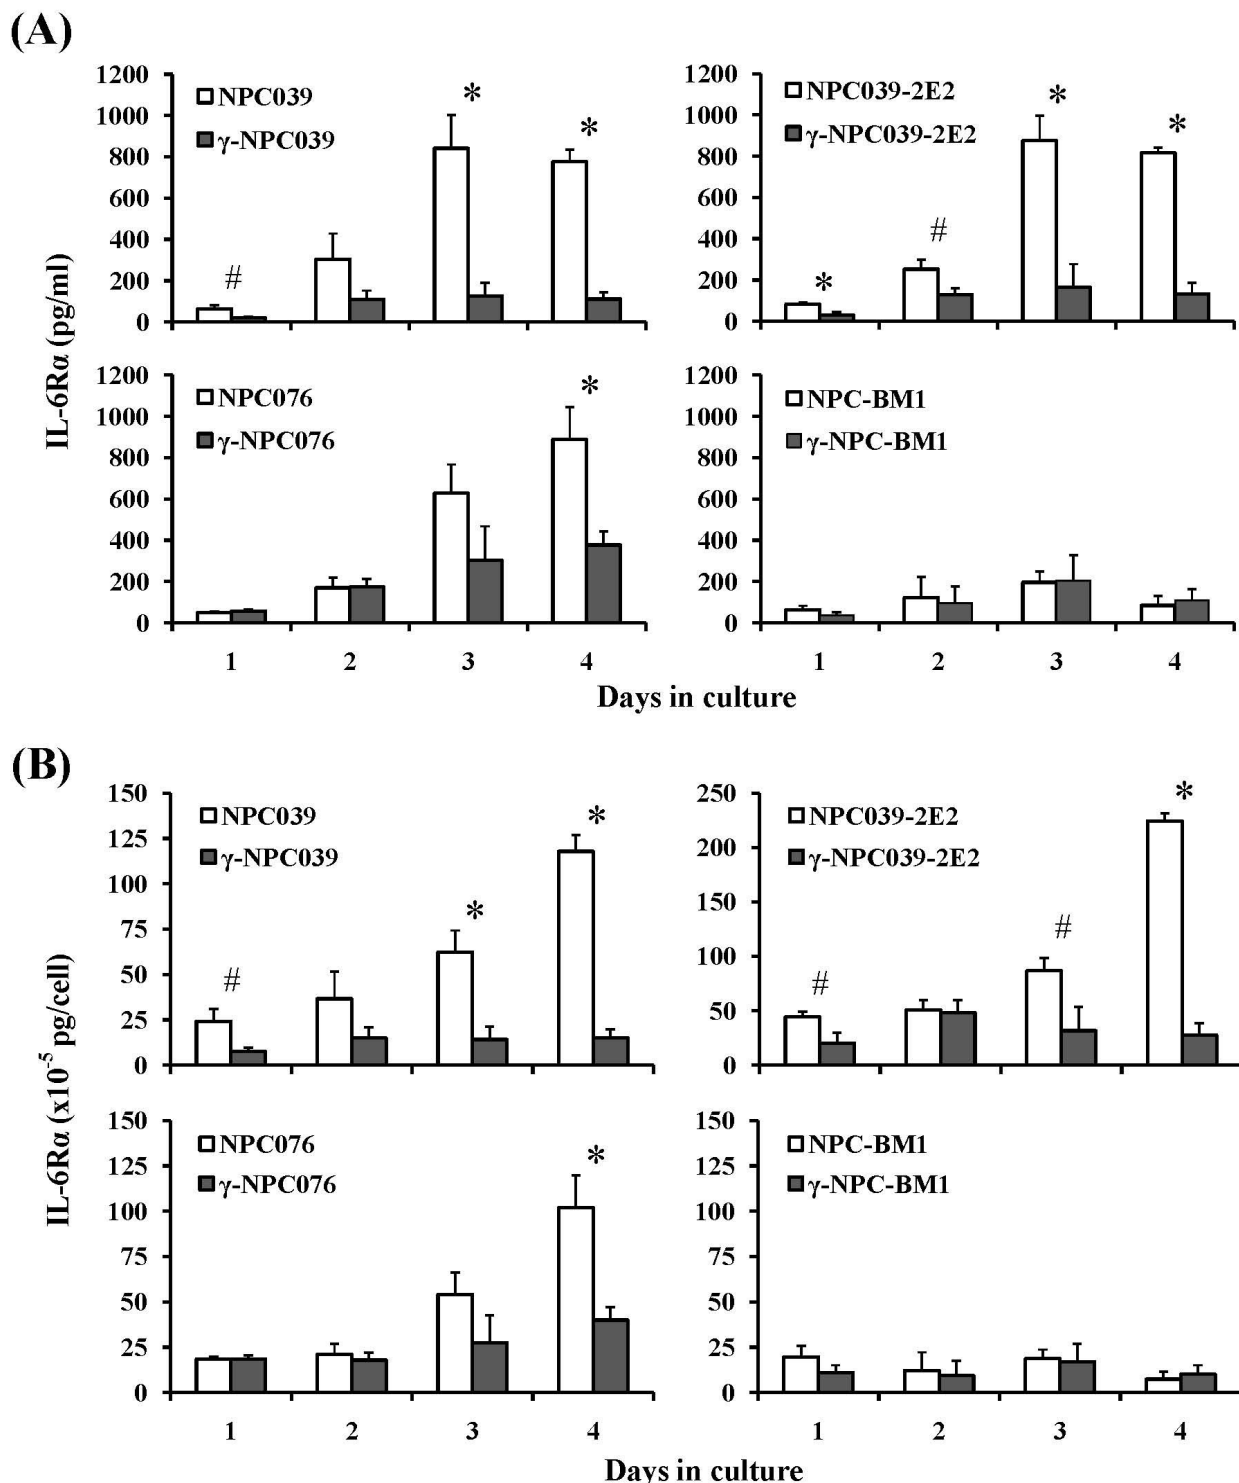 (A)
IL-6Rα (pg/ml)
1200
1000
800
600
400
200
0
NPC039
γ-NPC039
#
*
*
1200
1000
800
600
400
200
0
NPC039-2E2
γ-NPC039-2E2
*
#
*
*
1200
1000
800
600
400
200
0
NPC076
γ-NPC076
*
1 2 3 4
1200
1000
800
600
400
200
0
NPC-BM1
γ-NPC-BM1
1 2 3 4
Days in culture
(B)
IL-6Rα (x10⁻⁵ pg/cell)
150
125
100
75
50
25
0
NPC039
γ-NPC039
#
*
*
250
200
150
100
50
0
NPC039-2E2
γ-NPC039-2E2
#
#
*
150
125
100
75
50
25
0
NPC076
γ-NPC076
*
1 2 3 4
150
125
100
75
50
25
0
NPC-BM1
γ-NPC-BM1
1 2 3 4
Days in culture